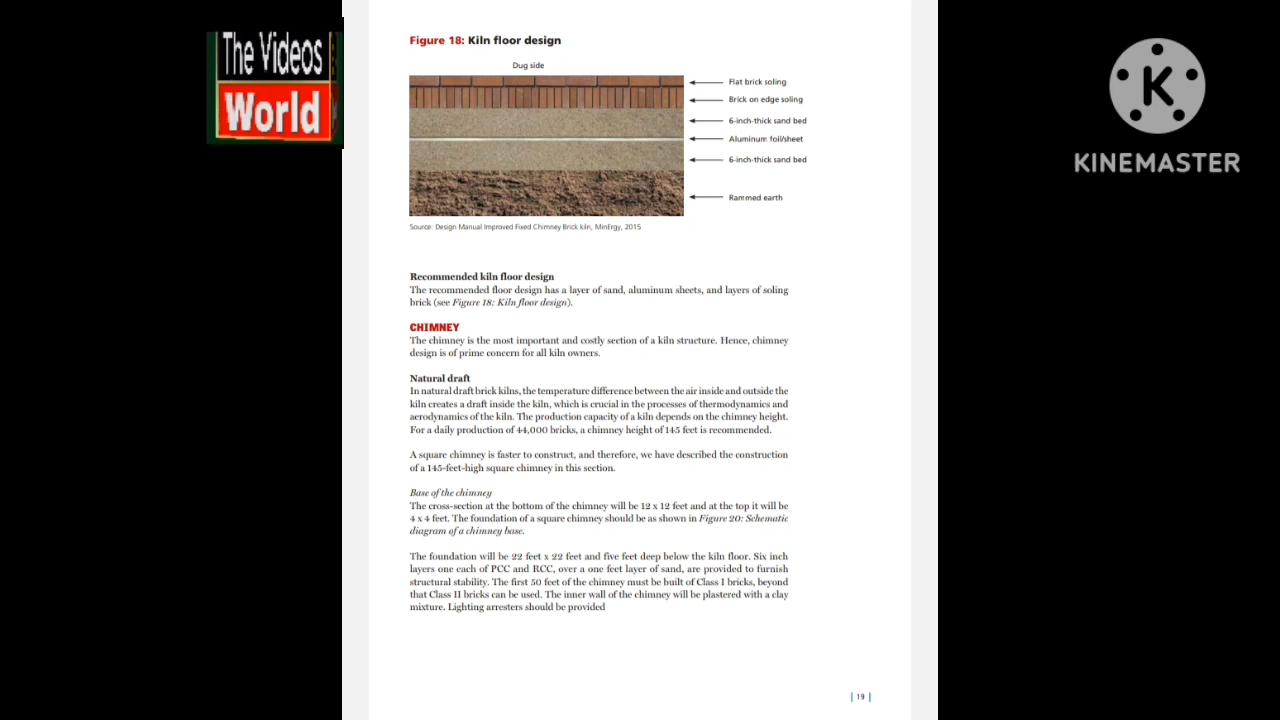 The Videos
World
K
KINEMASTER
Figure 18: Kiln floor design
Dug side
Flat brick soling
Brick on edge soling
6-inch-thick sand bed
Aluminum foil/sheet
6-inch-thick sand bed
Rammed earth
Source: Design Manual Improved Fixed Chimney Brick kiln, MinErgy, 2015
Recommended kiln floor design
The recommended floor design has a layer of sand, aluminum sheets, and layers of soling
brick (see Figure 18: Kiln floor design).
CHIMNEY
The chimney is the most important and costly section of a kiln structure. Hence, chimney
design is of prime concern for all kiln owners.
Natural draft
In natural draft brick kilns, the temperature difference between the air inside and outside the
kiln creates a draft inside the kiln, which is crucial in the processes of thermodynamics and
aerodynamics of the kiln. The production capacity of a kiln depends on the chimney height.
For a daily production of 44,000 bricks, a chimney height of 145 feet is recommended.
A square chimney is faster to construct, and therefore, we have described the construction
of a 145-feet-high square chimney in this section.
Base of the chimney
The cross-section at the bottom of the chimney will be 12 x 12 feet and at the top it will be
4 x 4 feet. The foundation of a square chimney should be as shown in Figure 20: Schematic
diagram of a chimney base.
The foundation will be 22 feet x 22 feet and five feet deep below the kiln floor. Six inch
layers one each of PCC and RCC, over a one feet layer of sand, are provided to furnish
structural stability. The first 50 feet of the chimney must be built of Class I bricks, beyond
that Class II bricks can be used. The inner wall of the chimney will be plastered with a clay
mixture. Lighting arresters should be provided
| 19 |